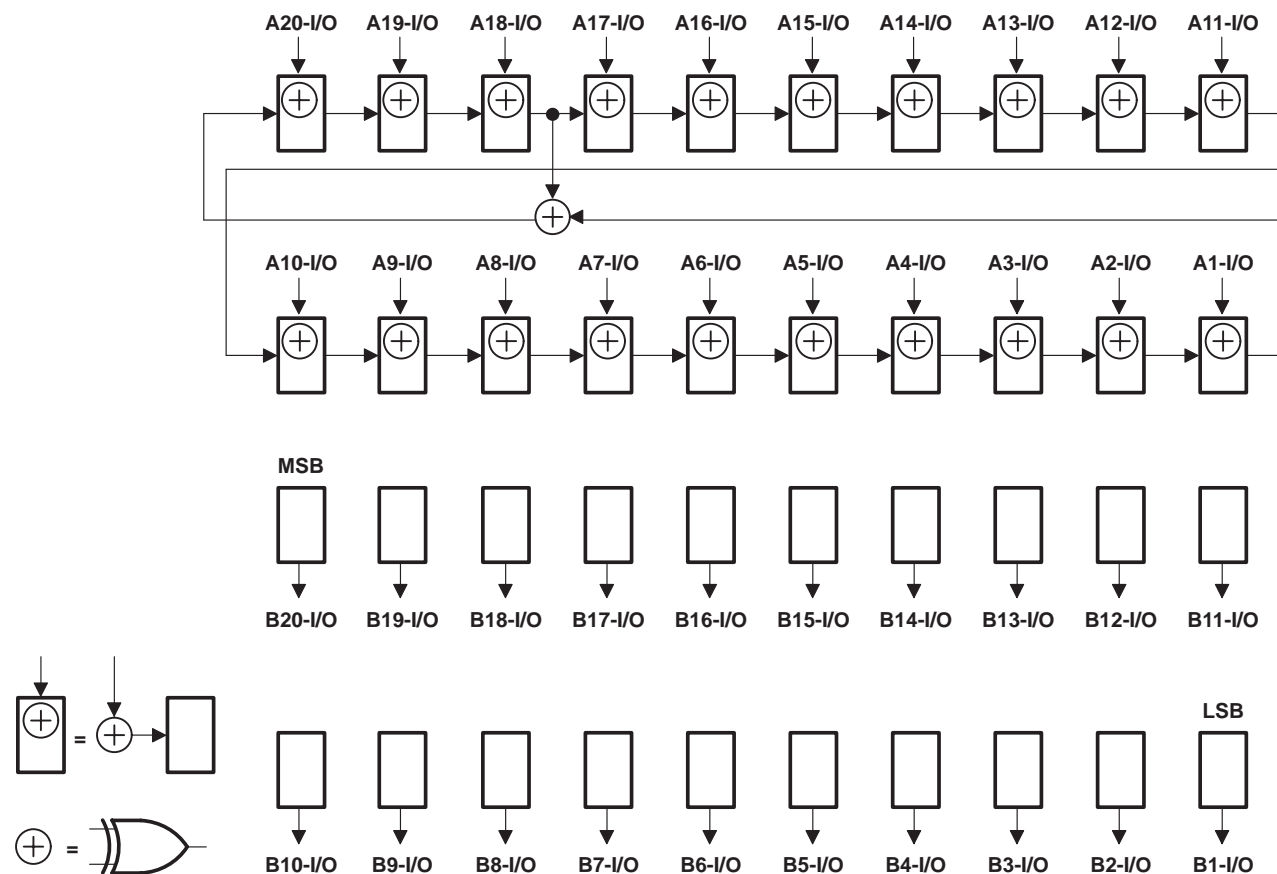 A20-I/O A19-I/O A18-I/O A17-I/O A16-I/O A15-I/O A14-I/O A13-I/O A12-I/O A11-I/O
A10-I/O A9-I/O A8-I/O A7-I/O A6-I/O A5-I/O A4-I/O A3-I/O A2-I/O A1-I/O
MSB
B20-I/O B19-I/O B18-I/O B17-I/O B16-I/O B15-I/O B14-I/O B13-I/O B12-I/O B11-I/O
LSB
=
=
B10-I/O B9-I/O B8-I/O B7-I/O B6-I/O B5-I/O B4-I/O B3-I/O B2-I/O B1-I/O